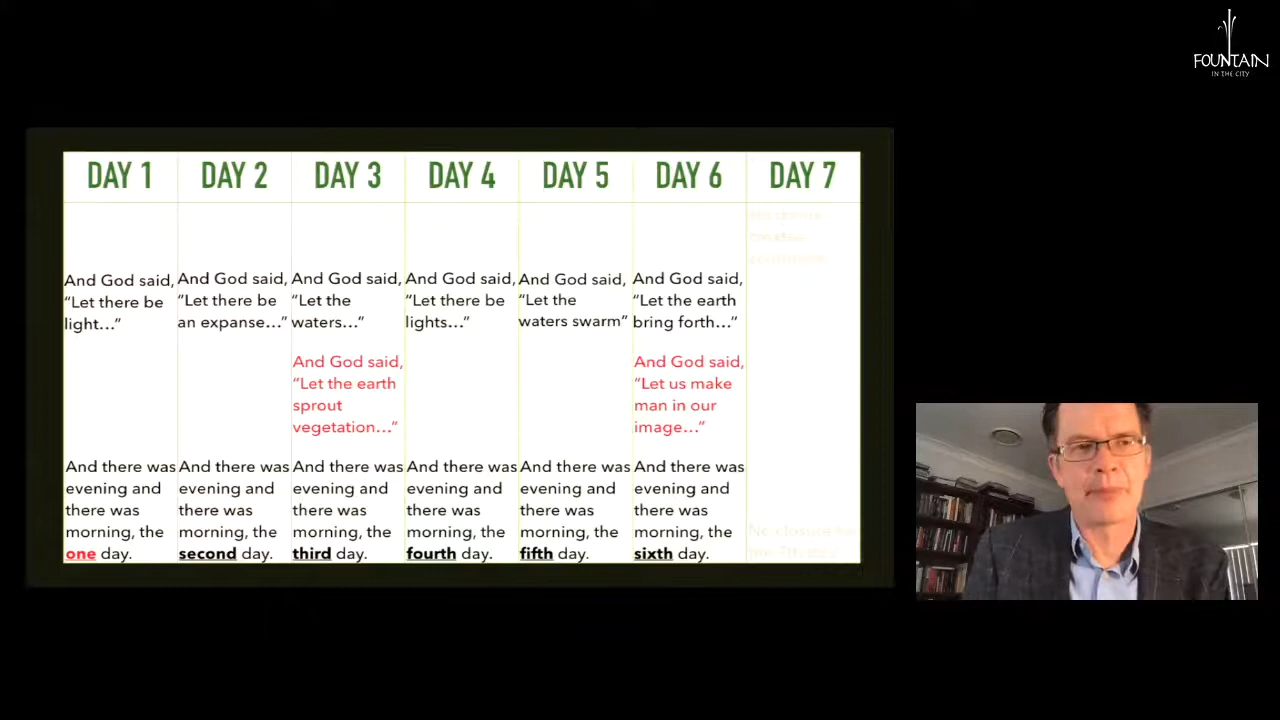 FOUNTAIN
IN THE CITY
DAY 1
DAY 2
DAY 3
DAY 4
DAY 5
DAY 6
DAY 7
And God said,
“Let there be
light…”
And God said,
“Let there be
an expanse…”
And God said,
“Let the
waters…”
And God said,
“Let there be
lights…”
And God said,
“Let the
waters swarm”
And God said,
“Let the earth
bring forth…”
And God said,
“Let the earth
sprout
vegetation…”
And God said,
“Let us make
man in our
image…”
And there was
evening and
there was
morning, the
one day.
And there was
evening and
there was
morning, the
second day.
And there was
evening and
there was
morning, the
third day.
And there was
evening and
there was
morning, the
fourth day.
And there was
evening and
there was
morning, the
fifth day.
And there was
evening and
there was
morning, the
sixth day.
No closure